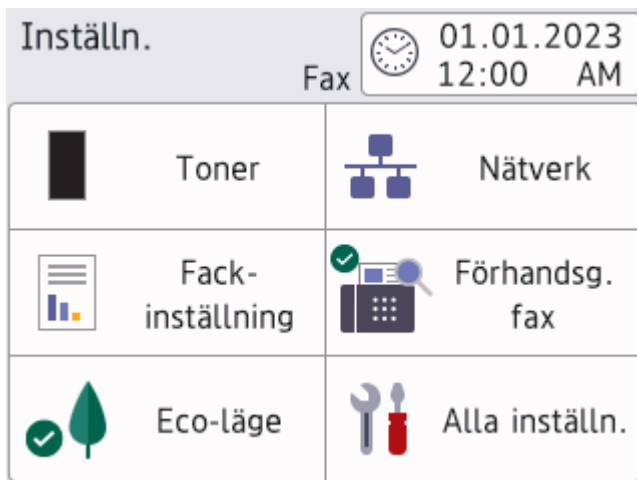 Inställn.
Fax
01.01.2023
12:00 AM
Toner
Nätverk
Fack-
inställning
Förhandsg.
fax
Eco-läge
Alla inställn.